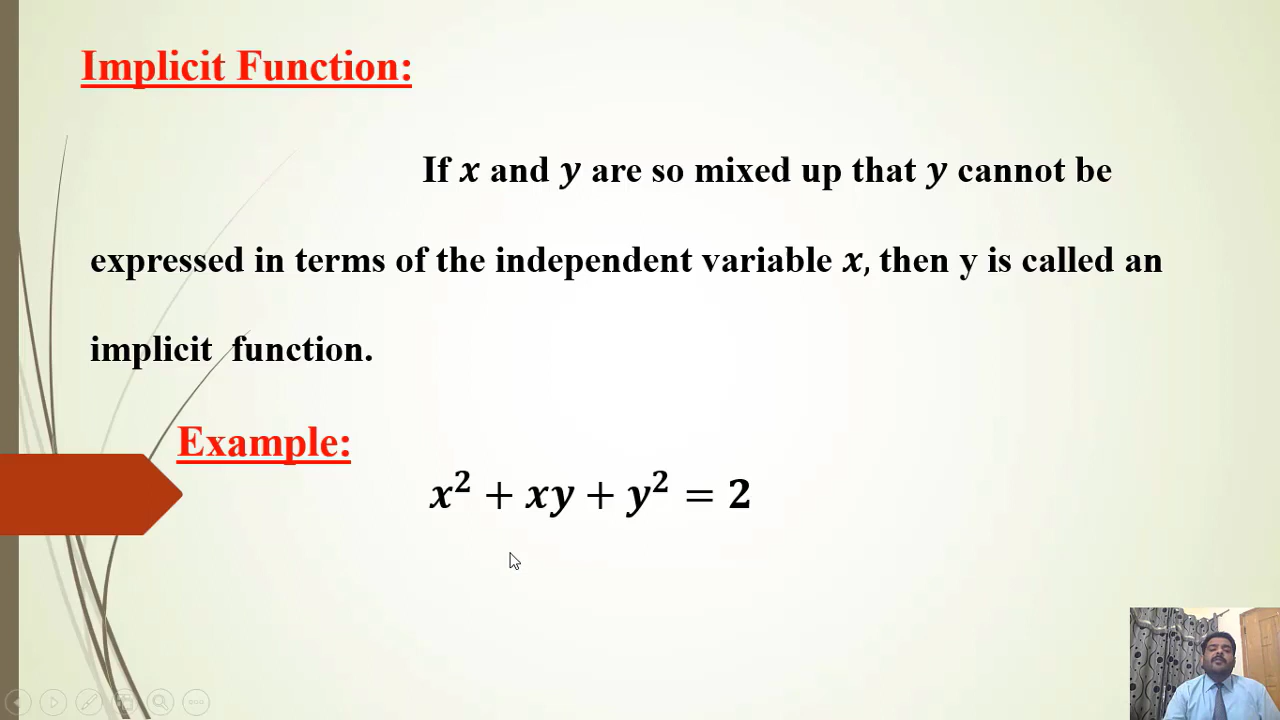 Implicit Function:
If 𝒙 and 𝒚 are so mixed up that 𝒚 cannot be
expressed in terms of the independent variable 𝒙, then y is called an
implicit function.
Example:
𝒙² + 𝒙𝒚 + 𝒚² = 𝟐